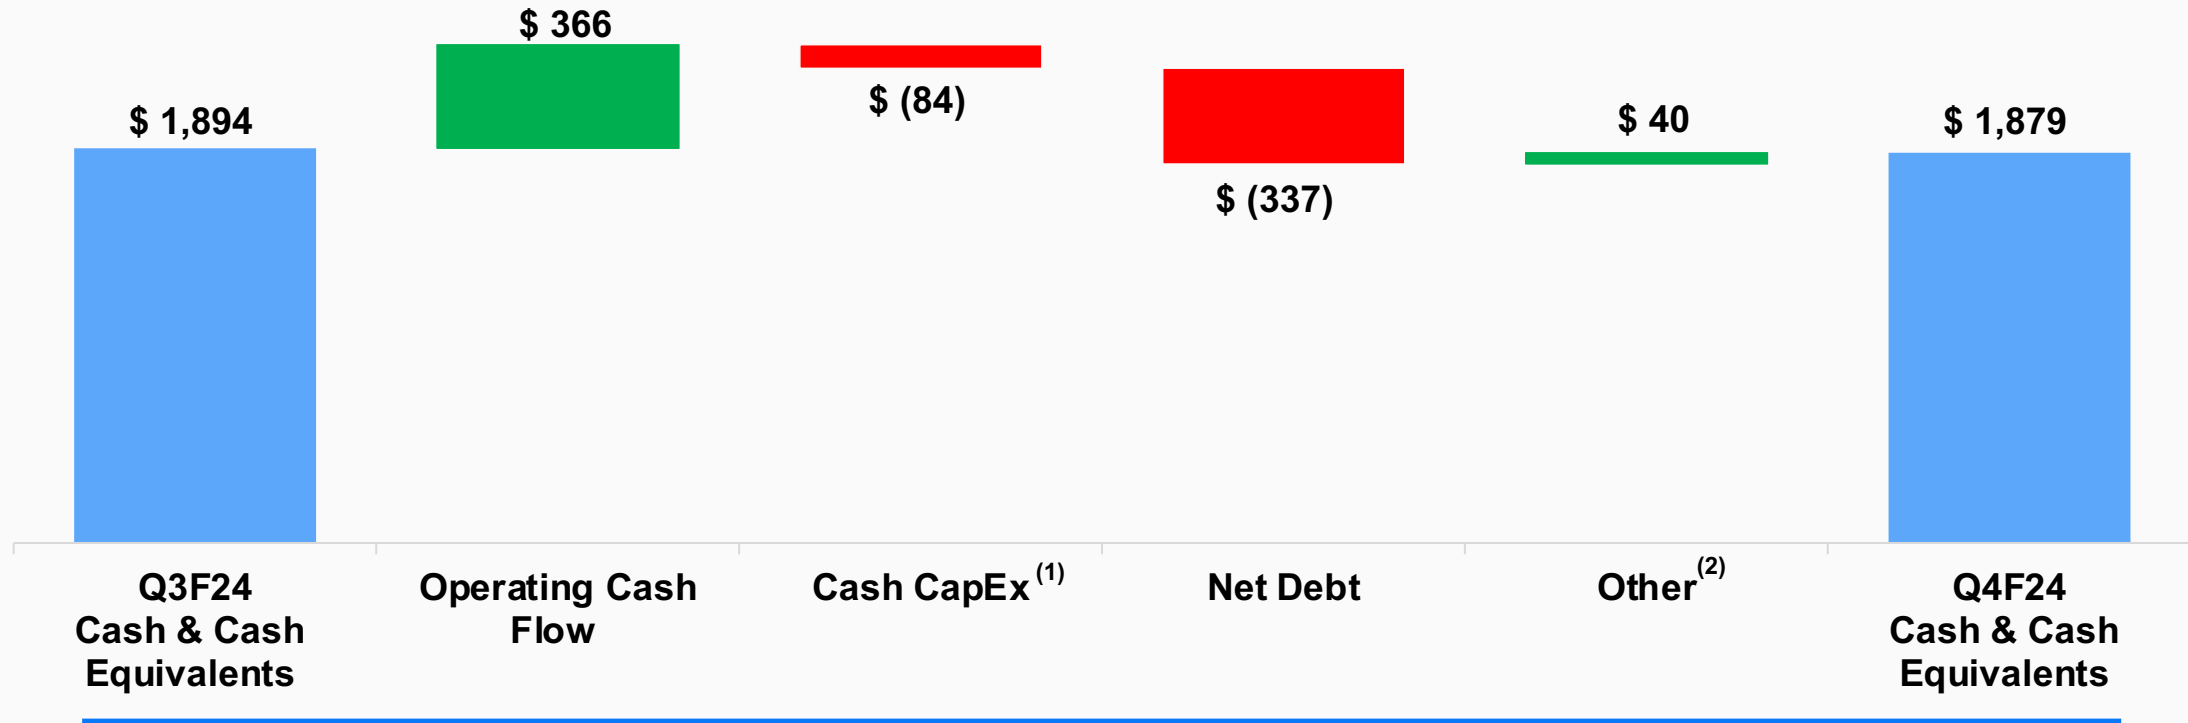 $ 366
$ (84)
$ 1,894
$ (337)
$ 40
$ 1,879
Q3F24
Cash & Cash
Equivalents
Operating Cash
Flow
Cash CapEx (1)
Net Debt
Other(2)
Q4F24
Cash & Cash
Equivalents